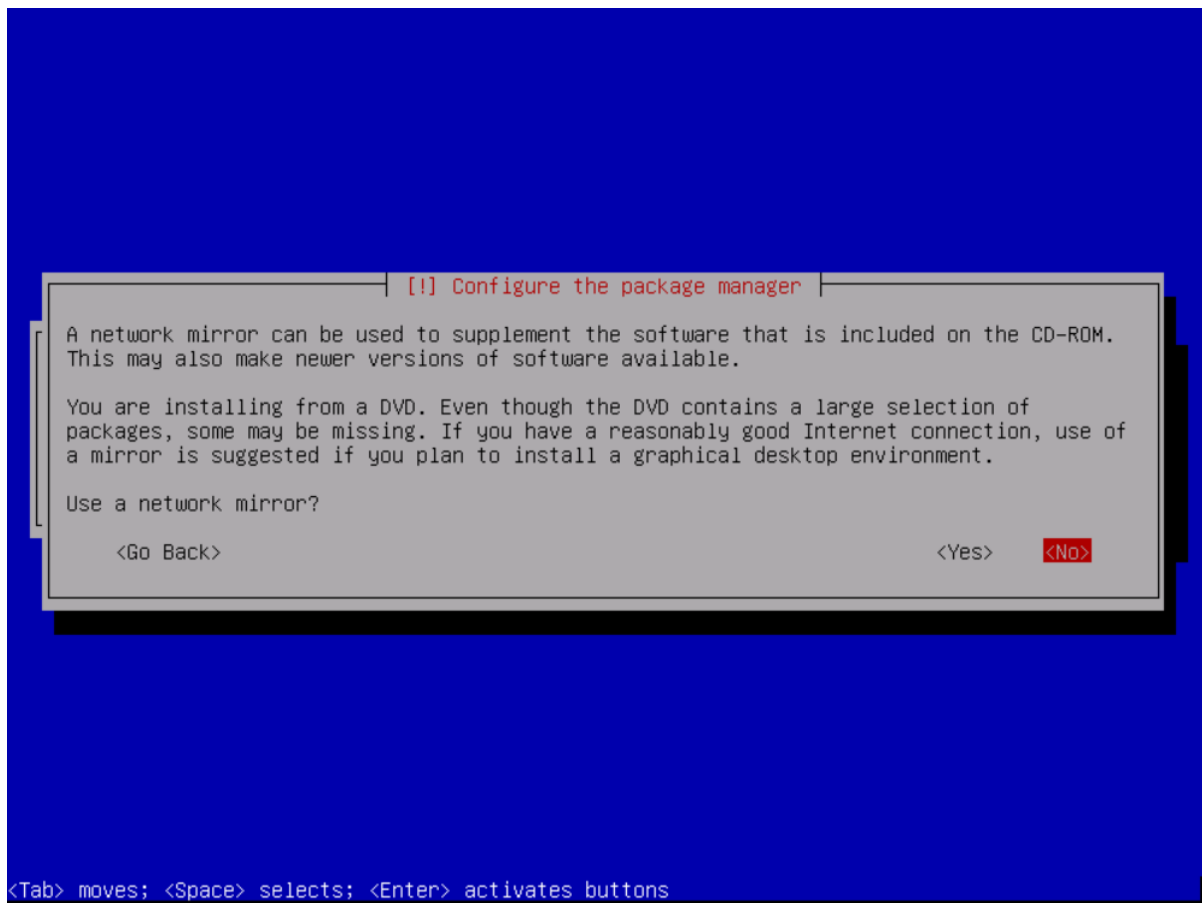 [!] Configure the package manager
A network mirror can be used to supplement the software that is included on the CD-ROM.
This may also make newer versions of software available.
You are installing from a DVD. Even though the DVD contains a large selection of
packages, some may be missing. If you have a reasonably good Internet connection, use of
a mirror is suggested if you plan to install a graphical desktop environment.
Use a network mirror?
<Go Back> <Yes> <No>
<Tab> moves; <Space> selects; <Enter> activates buttons